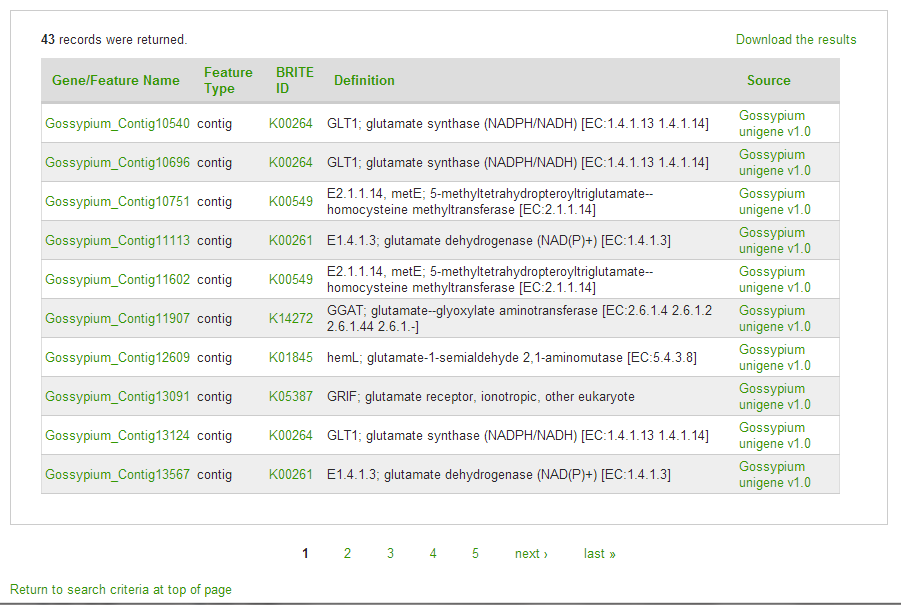 43 records were returned.
Download the results
Gene/Feature Name Feature Type BRITE ID Definition Source
Gossypium_Contig10540 contig K00264 GLT1; glutamate synthase (NADPH/NADH) [EC:1.4.1.13 1.4.1.14] Gossypium unigene v1.0
Gossypium_Contig10696 contig K00264 GLT1; glutamate synthase (NADPH/NADH) [EC:1.4.1.13 1.4.1.14] Gossypium unigene v1.0
Gossypium_Contig10751 contig K00549 E2.1.1.14, metE; 5-methyltetrahydropteroyltriglutamate--homocysteine methyltransferase [EC:2.1.1.14] Gossypium unigene v1.0
Gossypium_Contig11113 contig K00261 E1.4.1.3; glutamate dehydrogenase (NAD(P)+) [EC:1.4.1.3] Gossypium unigene v1.0
Gossypium_Contig11602 contig K00549 E2.1.1.14, metE; 5-methyltetrahydropteroyltriglutamate--homocysteine methyltransferase [EC:2.1.1.14] Gossypium unigene v1.0
Gossypium_Contig11907 contig K14272 GGAT; glutamate--glyoxylate aminotransferase [EC:2.6.1.4 2.6.1.2 2.6.1.44 2.6.1.-] Gossypium unigene v1.0
Gossypium_Contig12609 contig K01845 hemL; glutamate-1-semialdehyde 2,1-aminomutase [EC:5.4.3.8] Gossypium unigene v1.0
Gossypium_Contig13091 contig K05387 GRIF; glutamate receptor, ionotropic, other eukaryote Gossypium unigene v1.0
Gossypium_Contig13124 contig K00264 GLT1; glutamate synthase (NADPH/NADH) [EC:1.4.1.13 1.4.1.14] Gossypium unigene v1.0
Gossypium_Contig13567 contig K00261 E1.4.1.3; glutamate dehydrogenase (NAD(P)+) [EC:1.4.1.3] Gossypium unigene v1.0
1 2 3 4 5 next › last »
Return to search criteria at top of page